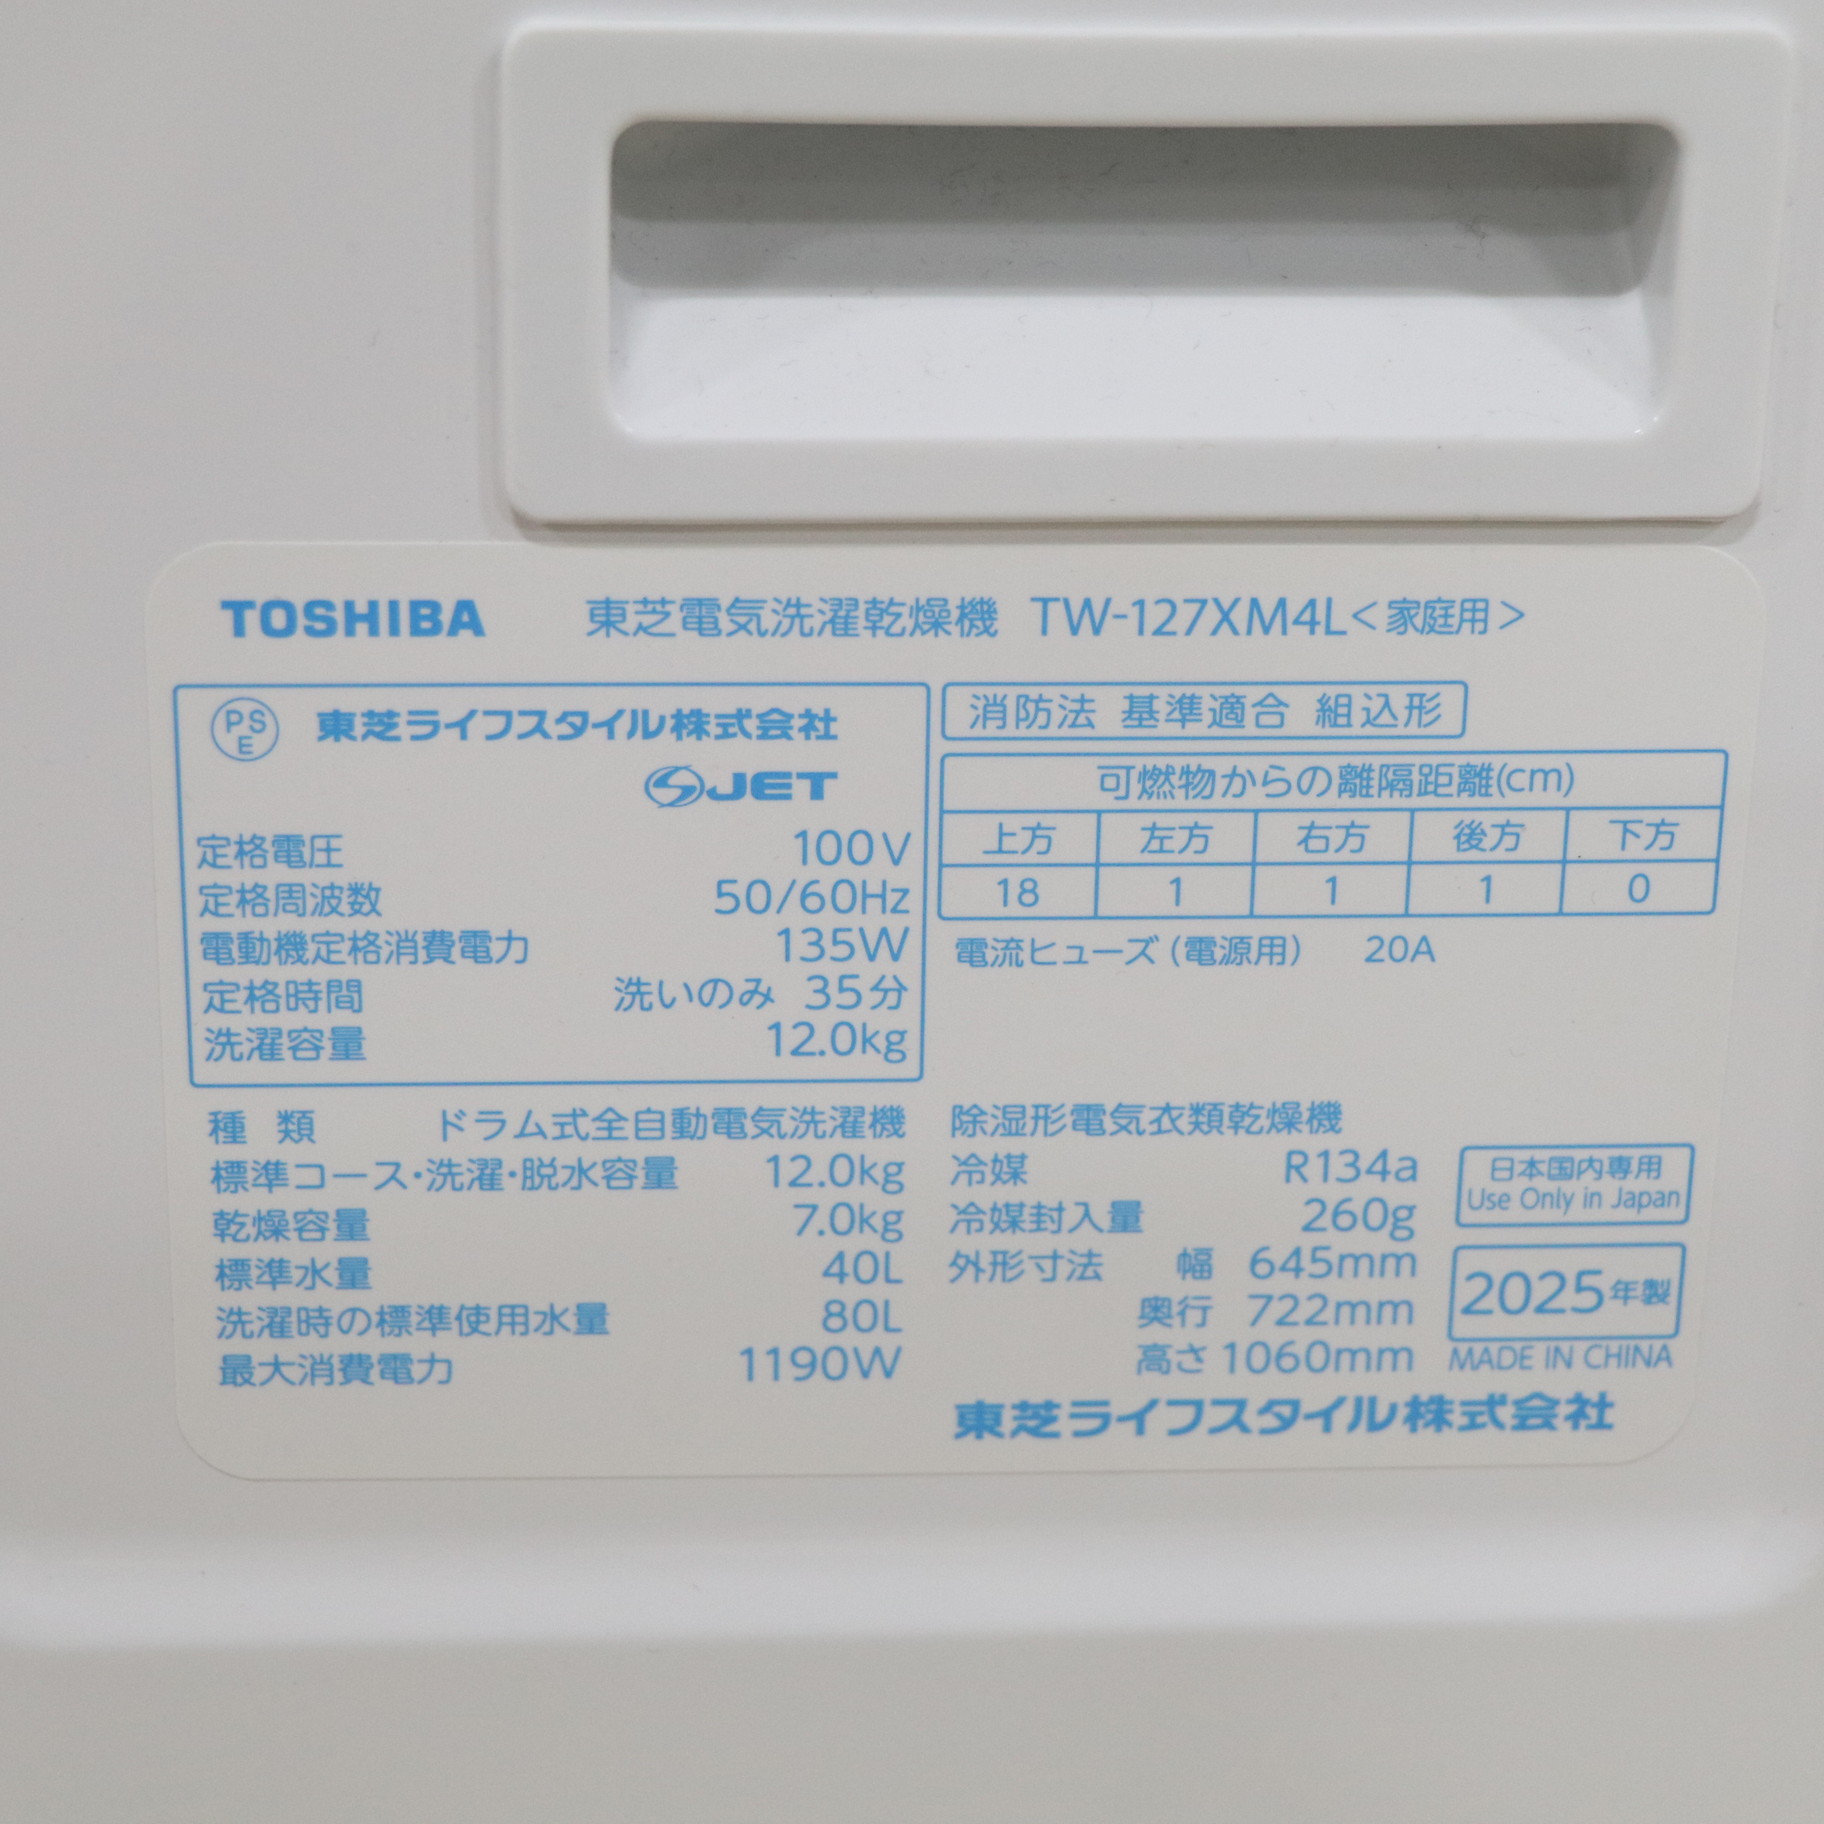 TOSHIBA 東芝電気洗濯乾燥機 TW-127XM4L<家庭用>
PSE 東芝ライフスタイル株式会社
JET
定格電圧 100V
定格周波数 50/60Hz
電動機定格消費電力 135W
定格時間 洗いのみ 35分
洗濯容量 12.0kg
消防法 基準適合 組込形
可燃物からの離隔距離(cm)
上方 左方 右方 後方 下方
18 1 1 1 0
電流ヒューズ(電源用) 20A
種類 ドラム式全自動電気洗濯機
標準コース・洗濯・脱水容量 12.0kg
乾燥容量 7.0kg
標準水量 40L
洗濯時の標準使用水量 80L
最大消費電力 1190W
除湿形電気衣類乾燥機
冷媒 R134a
冷媒封入量 260g
外形寸法 幅 645mm
奥行 722mm
高さ 1060mm
日本国内専用
Use Only in Japan
2025年製
MADE IN CHINA
東芝ライフスタイル株式会社